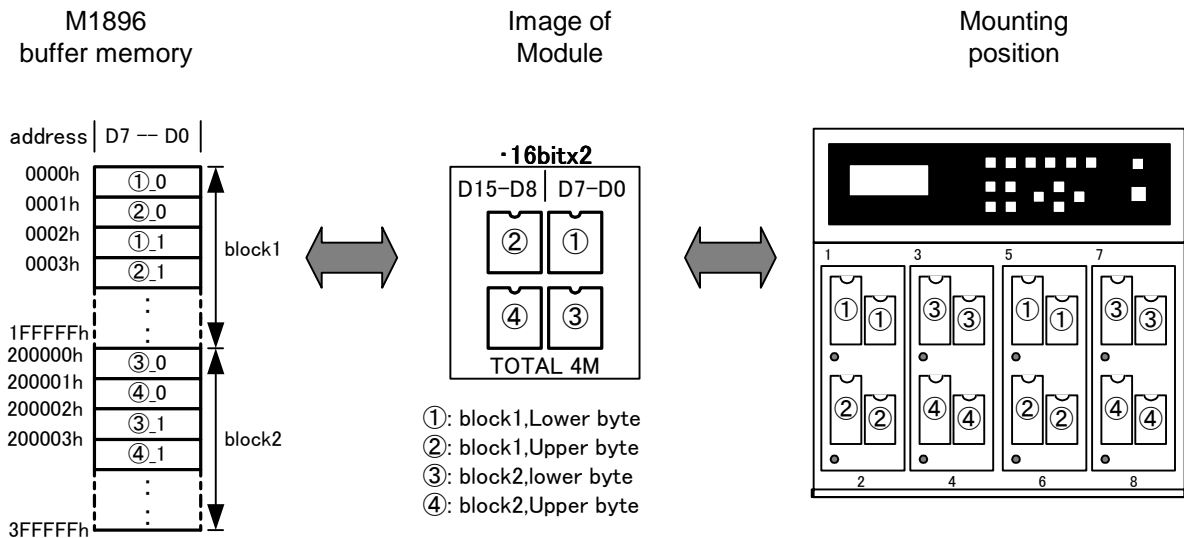 M1896
buffer memory
address D7 -- D0
0000h ①_0
0001h ②_0
0002h ①_1
0003h ②_1
:
1FFFFFh :
block1
200000h ③_0
200001h ④_0
200002h ③_1
200003h ④_1
:
3FFFFFh :
block2
Image of
Module
・16bitx2
D15-D8 D7-D0
② ①
④ ③
TOTAL 4M
①: block1,Lower byte
②: block1,Upper byte
③: block2,lower byte
④: block2,Upper byte
Mounting
position
1 3 5 7
① ① ③ ③ ① ① ③ ③
② ② ④ ④ ② ② ④ ④
2 4 6 8